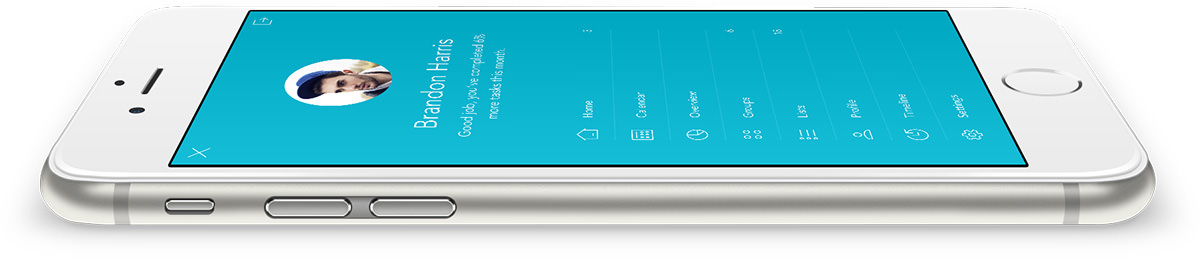 Brandon Harris
Good job, you've completed 6%
more tasks this month.
Home 3
Calendar
Overview
Groups 6
Lists 18
Profile
Timeline
Settings